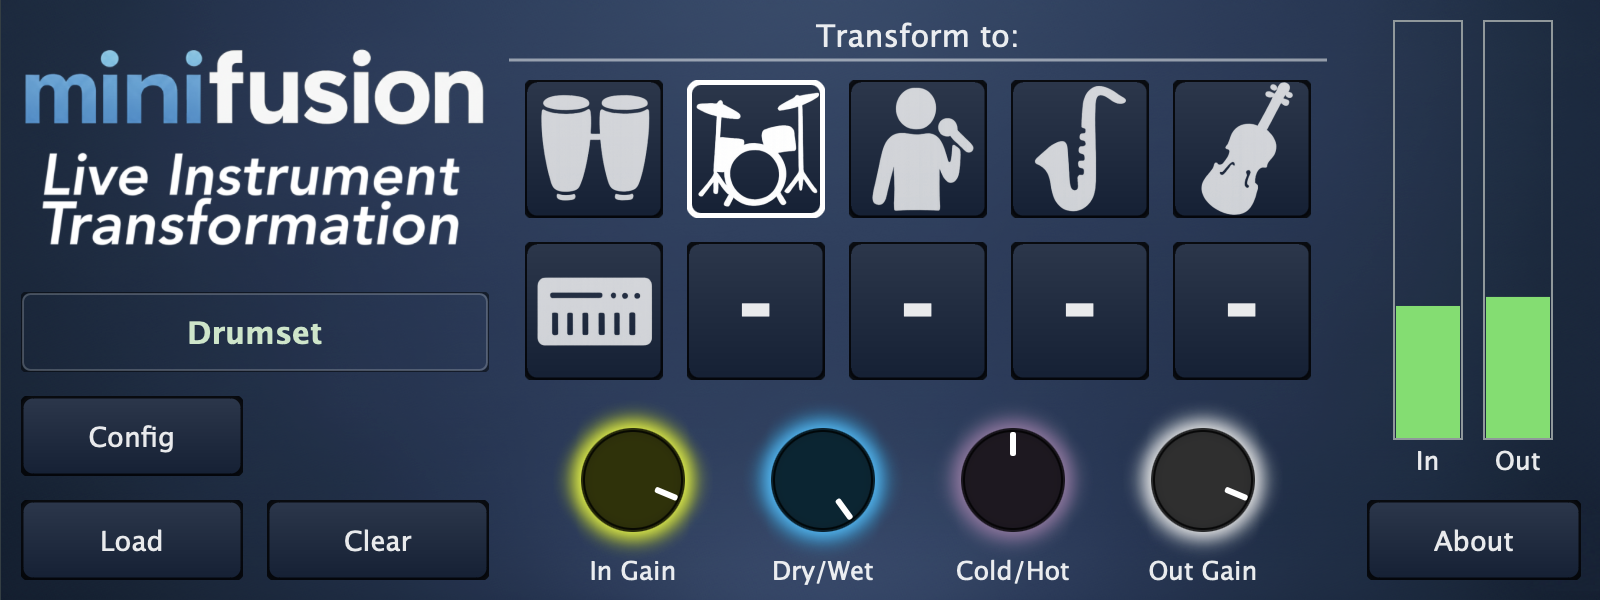 minifusion
Live Instrument
Transformation
Drumset
Config
Load
Clear
Transform to:
-
-
-
-
In Gain
Dry/Wet
Cold/Hot
Out Gain
In
Out
About